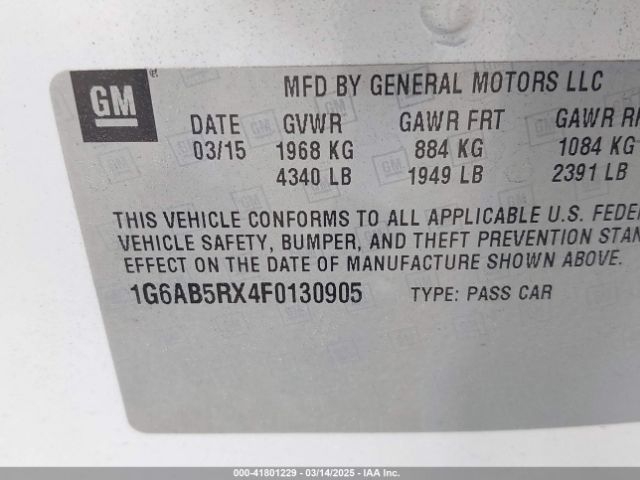 GM
®
MFD BY GENERAL MOTORS LLC
DATE GVWR GAWR FRT GAWR
03/15 1968 KG 884 KG 1084 KG
4340 LB 1949 LB 2391 LB
THIS VEHICLE CONFORMS TO ALL APPLICABLE U.S.
VEHICLE SAFETY, BUMPER, AND THEFT PREVENTION
EFFECT ON THE DATE OF MANUFACTURE SHOWN ABOVE.
1G6AB5RX4F0130905 TYPE: PASS CAR
000-41801229 - 03/14/2025 - IAA Inc.